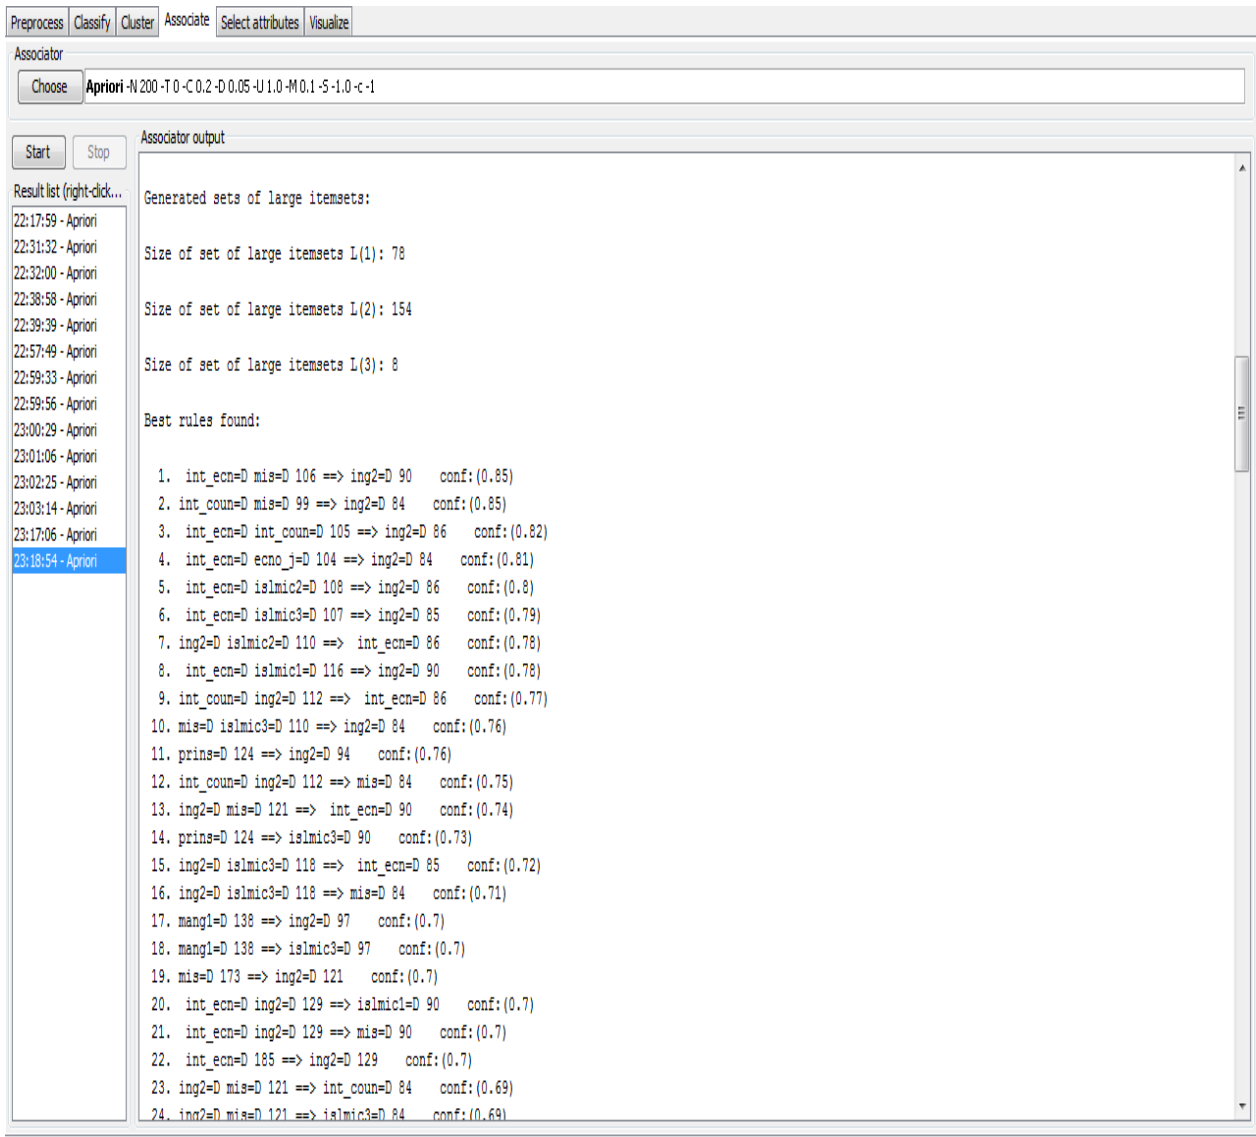 Preprocess Classify Cluster Associate Select attributes Visualize
Associator
Choose Apriori -N 200 -T 0 -C 0.2 -D 0.05 -U 1.0 -M 0.1 -S -1.0 -c -1
Start Stop
Result list (right-click...
22:17:59 - Apriori
22:31:32 - Apriori
22:32:00 - Apriori
22:38:58 - Apriori
22:39:39 - Apriori
22:57:49 - Apriori
22:59:33 - Apriori
22:59:56 - Apriori
23:00:29 - Apriori
23:01:06 - Apriori
23:02:25 - Apriori
23:03:14 - Apriori
23:17:06 - Apriori
23:18:54 - Apriori
Associator output
Generated sets of large itemsets:
Size of set of large itemsets L(1): 78
Size of set of large itemsets L(2): 154
Size of set of large itemsets L(3): 8
Best rules found:
1. int_ecn=D mis=D 106 ==> ing2=D 90 conf:(0.85)
2. int_coun=D mis=D 99 ==> ing2=D 84 conf:(0.85)
3. int_ecn=D int_coun=D 105 ==> ing2=D 86 conf:(0.82)
4. int_ecn=D ecno_j=D 104 ==> ing2=D 84 conf:(0.81)
5. int_ecn=D islmic2=D 108 ==> ing2=D 86 conf:(0.8)
6. int_ecn=D islmic3=D 107 ==> ing2=D 85 conf:(0.79)
7. ing2=D islmic2=D 110 ==> int_ecn=D 86 conf:(0.78)
8. int_ecn=D islmic1=D 116 ==> ing2=D 90 conf:(0.78)
9. int_coun=D ing2=D 112 ==> int_ecn=D 86 conf:(0.77)
10. mis=D islmic3=D 110 ==> ing2=D 84 conf:(0.76)
11. prins=D 124 ==> ing2=D 94 conf:(0.76)
12. int_coun=D ing2=D 112 ==> mis=D 84 conf:(0.75)
13. ing2=D mis=D 121 ==> int_ecn=D 90 conf:(0.74)
14. prins=D 124 ==> islmic3=D 90 conf:(0.73)
15. ing2=D islmic3=D 118 ==> int_ecn=D 85 conf:(0.72)
16. ing2=D islmic3=D 118 ==> mis=D 84 conf:(0.71)
17. mang1=D 138 ==> ing2=D 97 conf:(0.7)
18. mang1=D 138 ==> islmic3=D 97 conf:(0.7)
19. mis=D 173 ==> ing2=D 121 conf:(0.7)
20. int_ecn=D ing2=D 129 ==> islmic1=D 90 conf:(0.7)
21. int_ecn=D ing2=D 129 ==> mis=D 90 conf:(0.7)
22. int_ecn=D 185 ==> ing2=D 129 conf:(0.7)
23. ing2=D mis=D 121 ==> int_coun=D 84 conf:(0.69)
24. ing2=D mis=D 121 ==> islmic3=D 84 conf:(0.69)